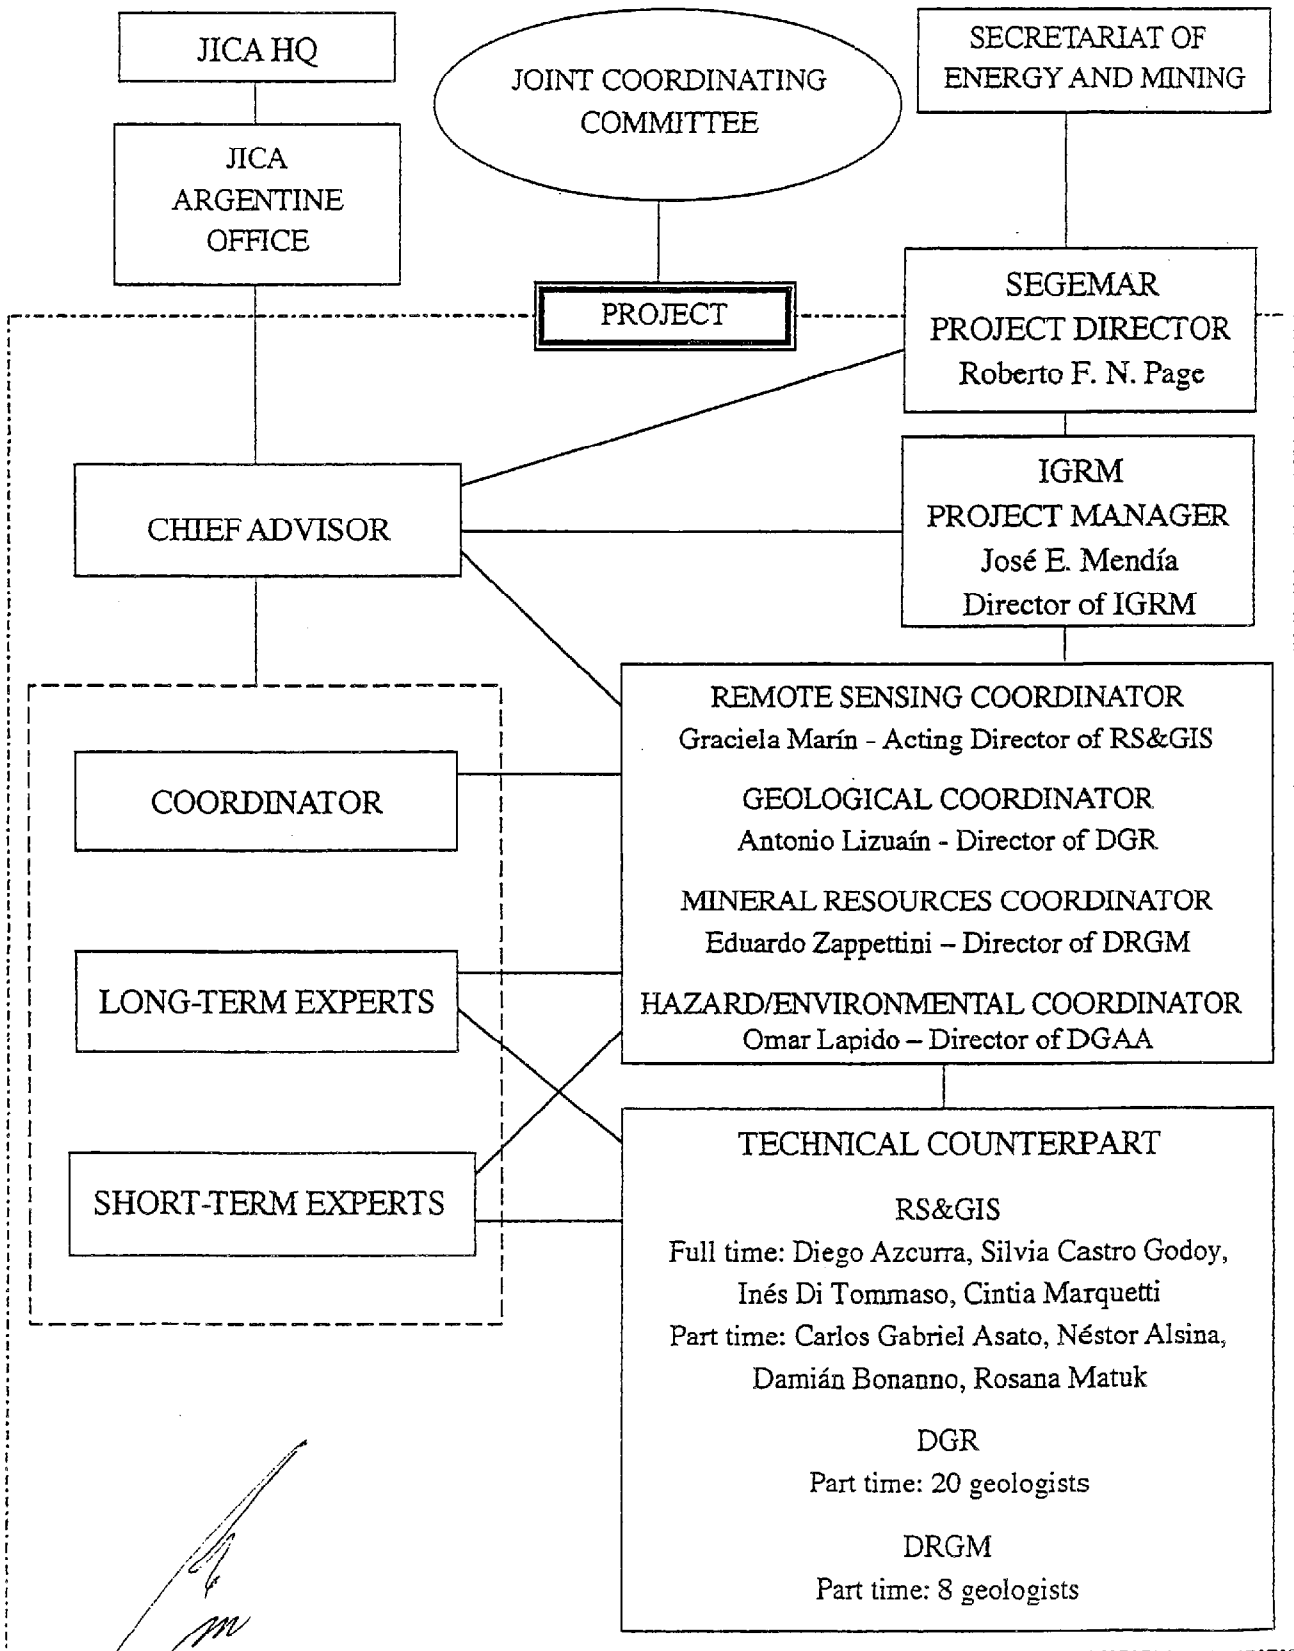 JICA HQ
JICA
ARGENTINE
OFFICE
JOINT COORDINATING
COMMITTEE
SECRETARIAT OF
ENERGY AND MINING
PROJECT
SEGEMAR
PROJECT DIRECTOR
Roberto F. N. Page
CHIEF ADVISOR
IGRM
PROJECT MANAGER
José E. Mendía
Director of IGRM
COORDINATOR
LONG-TERM EXPERTS
SHORT-TERM EXPERTS
REMOTE SENSING COORDINATOR
Graciela Marín - Acting Director of RS&GIS
GEOLOGICAL COORDINATOR
Antonio Lizuaín - Director of DGR
MINERAL RESOURCES COORDINATOR
Eduardo Zappettini – Director of DRGM
HAZARD/ENVIRONMENTAL COORDINATOR
Omar Lapido – Director of DGAA
TECHNICAL COUNTERPART
RS&GIS
Full time: Diego Azcurra, Silvia Castro Godoy,
Inés Di Tommaso, Cintia Marquetti
Part time: Carlos Gabriel Asato, Néstor Alsina,
Damián Bonanno, Rosana Matuk
DGR
Part time: 20 geologists
DRGM
Part time: 8 geologists